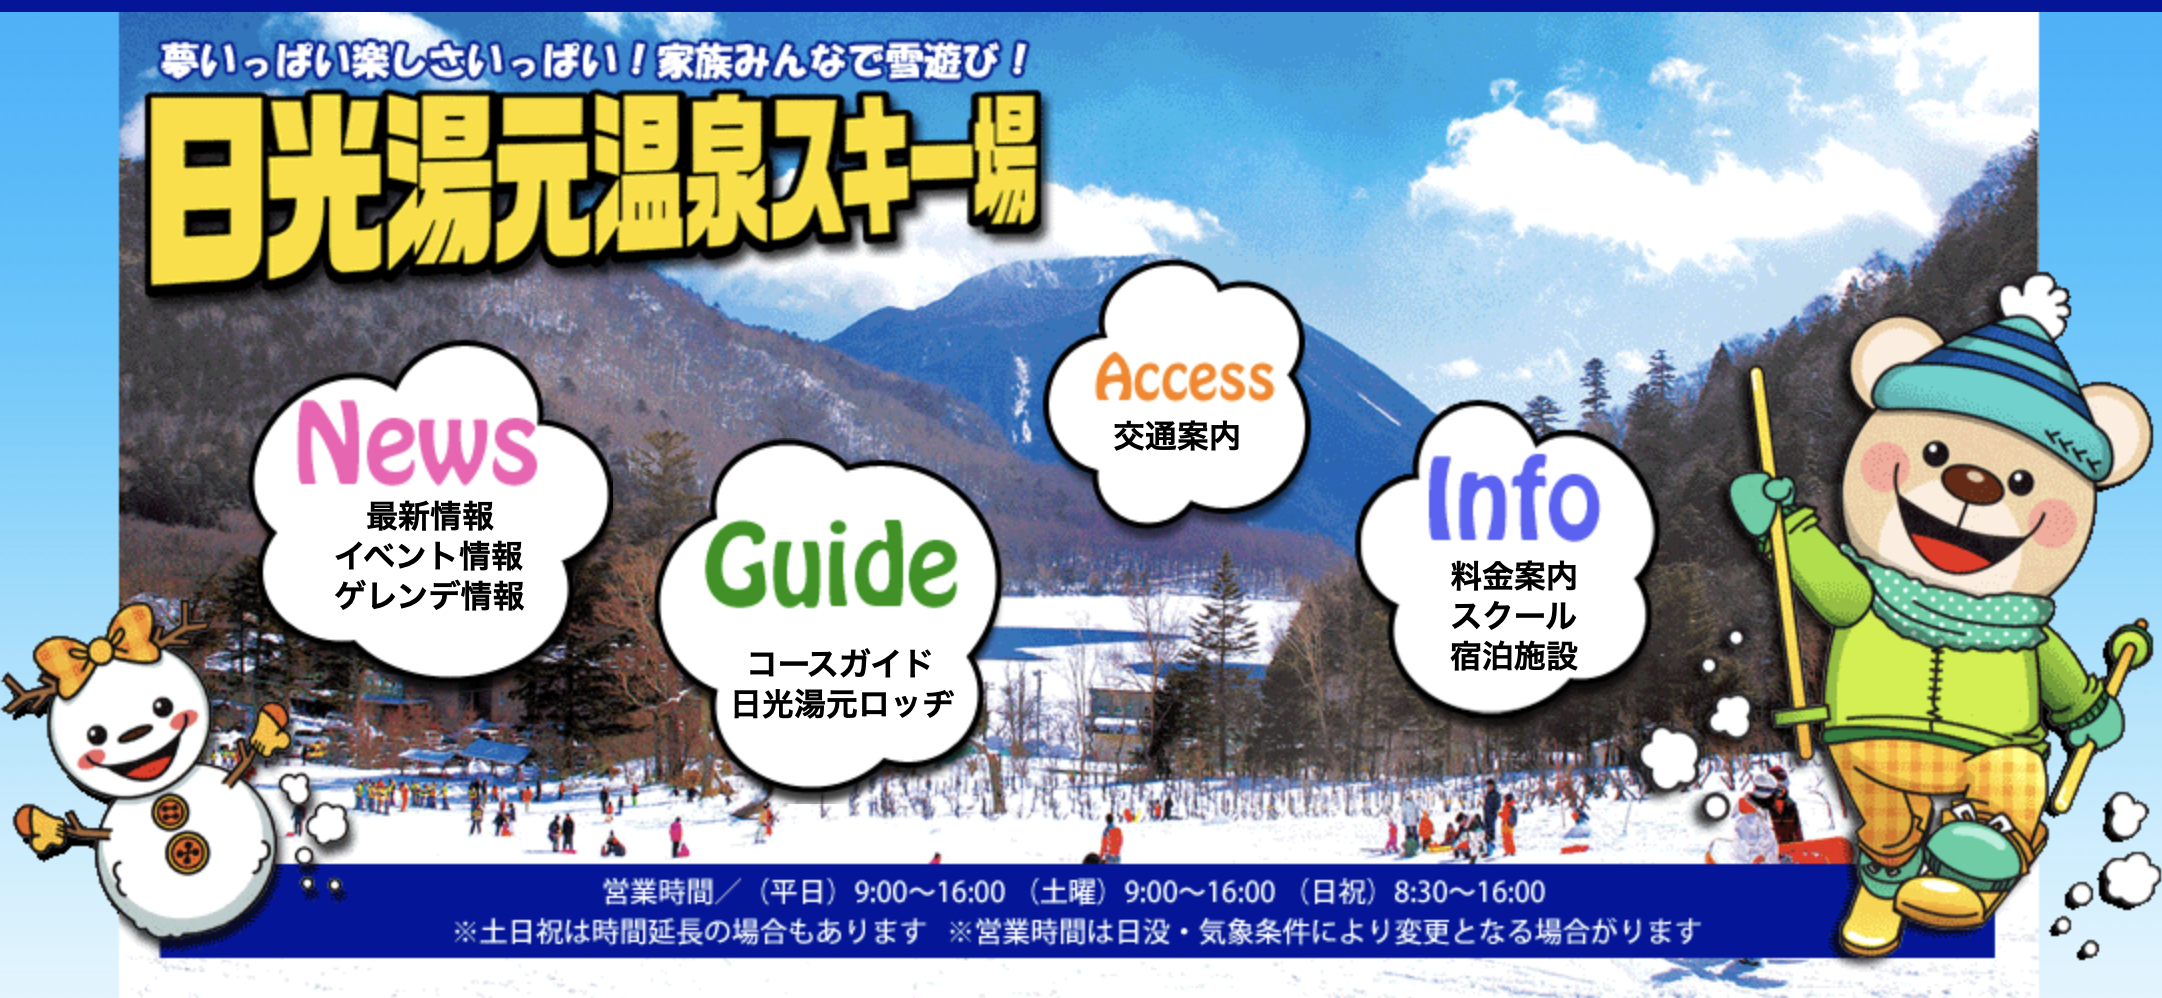 夢いっぱい楽しさいっぱい！家族みんなで雪遊び！
日光湯元温泉スキー場
News
最新情報
イベント情報
ゲレンデ情報
Guide
コースガイド
日光湯元ロッヂ
Access
交通案内
Info
料金案内
スクール
宿泊施設
営業時間／（平日）9:00〜16:00 （土曜）9:00〜16:00 （日祝）8:30〜16:00
※土日祝は時間延長の場合もあります ※営業時間は日没・気象条件により変更となる場合がります